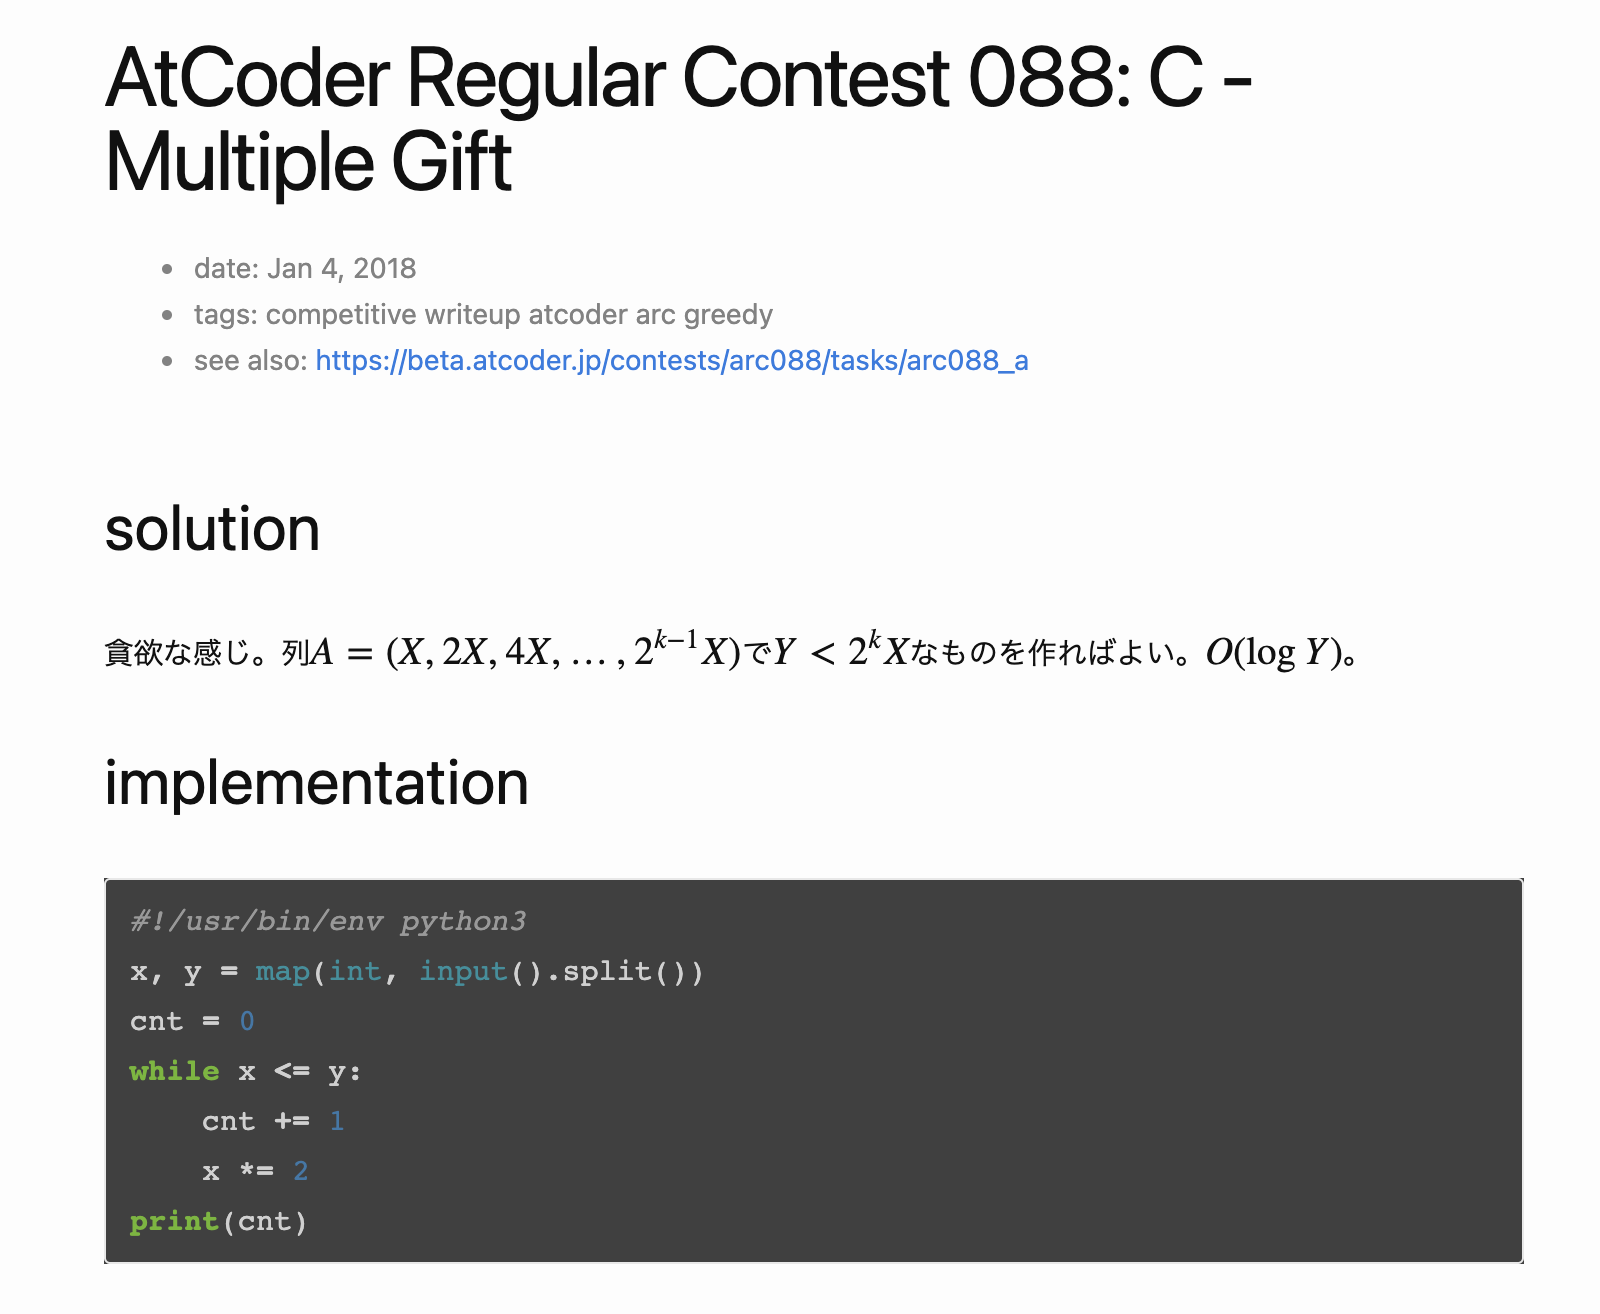 AtCoder Regular Contest 088: C -
Multiple Gift
date: Jan 4, 2018
tags: competitive writeup atcoder arc greedy
see also: https://beta.atcoder.jp/contests/arc088/tasks/arc088_a
solution
貪欲な感じ。列A = (X, 2X, 4X, …, 2^{k−1}X)でY < 2^k Xなものを作ればよい。O(log Y)。
implementation
#!/usr/bin/env python3
x, y = map(int, input().split())
cnt = 0
while x <= y:
    cnt += 1
    x *= 2
print(cnt)